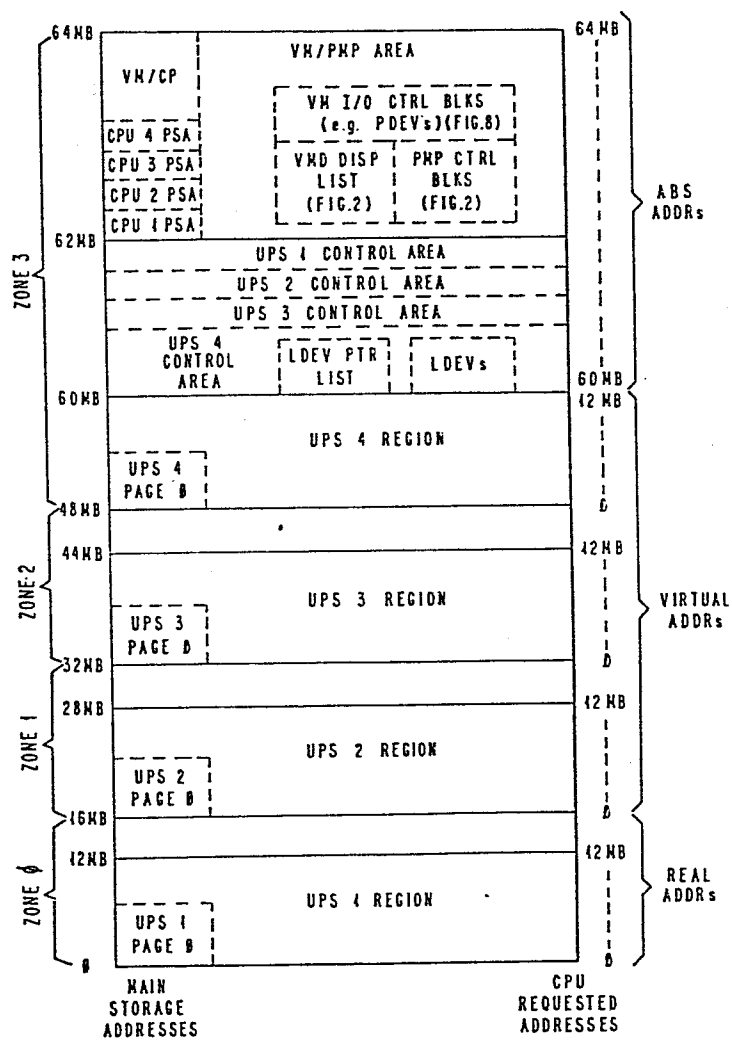 64MB
VM/PMP AREA
64MB
VM/CP
VM I/O CTRL BLKS
(e.g. PDEV's)(FIG.8)
CPU 4 PSA
CPU 3 PSA
CPU 2 PSA
CPU 1 PSA
VMD DISP
LIST
(FIG.2)
PMP CTRL
BLKS
(FIG.2)
ABS
ADDRs
62MB
UPS 1 CONTROL AREA
UPS 2 CONTROL AREA
UPS 3 CONTROL AREA
UPS 4
CONTROL
AREA
LDEV PTR
LIST
LDEVs
ZONE 3
60MB
60MB
12MB
UPS 4 REGION
UPS 4
PAGE 0
48MB
0
44MB
12MB
ZONE 2
UPS 3 REGION
UPS 3
PAGE 0
VIRTUAL
ADDRs
32MB
0
28MB
12MB
ZONE 1
UPS 2 REGION
UPS 2
PAGE 0
16MB
0
12MB
12MB
ZONE 0
UPS 1 REGION
UPS 1
PAGE 0
REAL
ADDRs
0
0
MAIN
STORAGE
ADDRESSES
CPU
REQUESTED
ADDRESSES